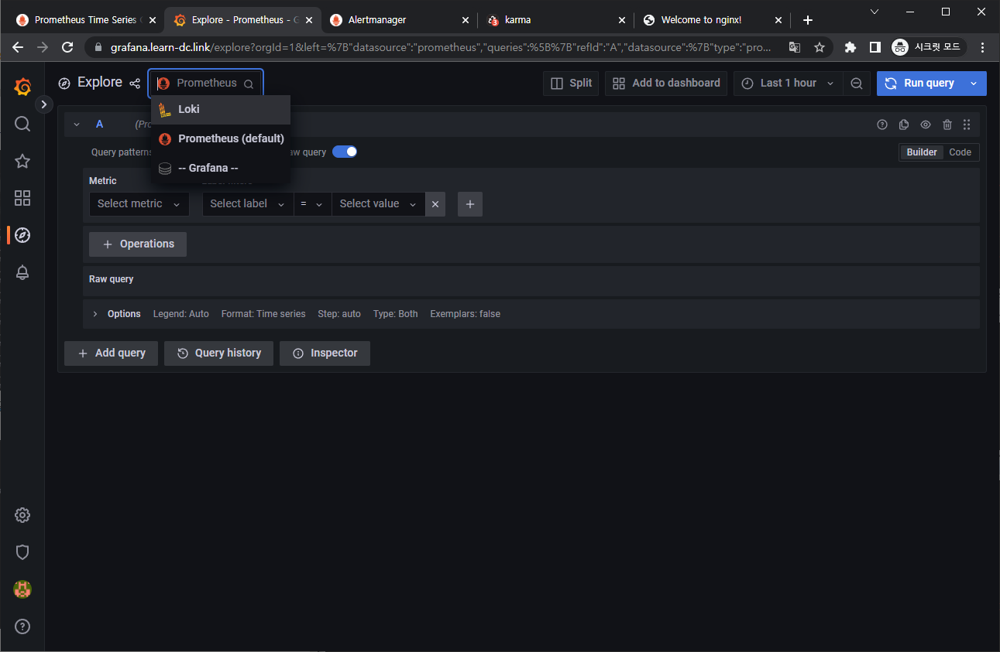 Prometheus Time Series
Explore - Prometheus - G
Alertmanager
karma
Welcome to nginx!
grafana.learn-dc.link/explore?orgId=1&left=%7B"datasource":"prometheus","queries":%5B%7B"refId":"A","datasource":%7B"type":"pro...
시크릿 모드
Explore
Prometheus
Split
Add to dashboard
Last 1 hour
Run query
Loki
Prometheus (default)
-- Grafana --
A
(Pro
Query patterns
aw query
Builder
Code
Metric
Select metric
Select label
=
Select value
+ Operations
Raw query
Options
Legend: Auto
Format: Time series
Step: auto
Type: Both
Exemplars: false
+ Add query
Query history
Inspector